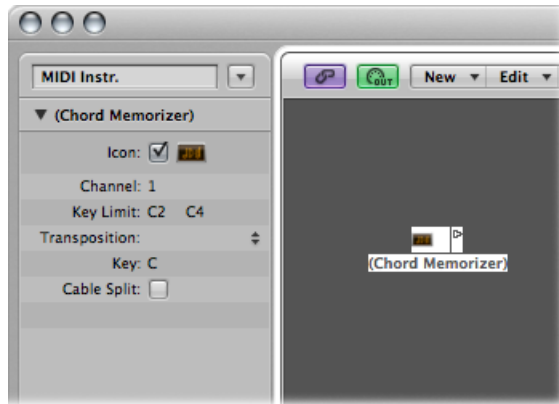 MIDI Instr.
OUT New Edit
(Chord Memorizer)
Icon:
Channel: 1
Key Limit: C2 C4
Transposition:
Key: C
Cable Split:
(Chord Memorizer)